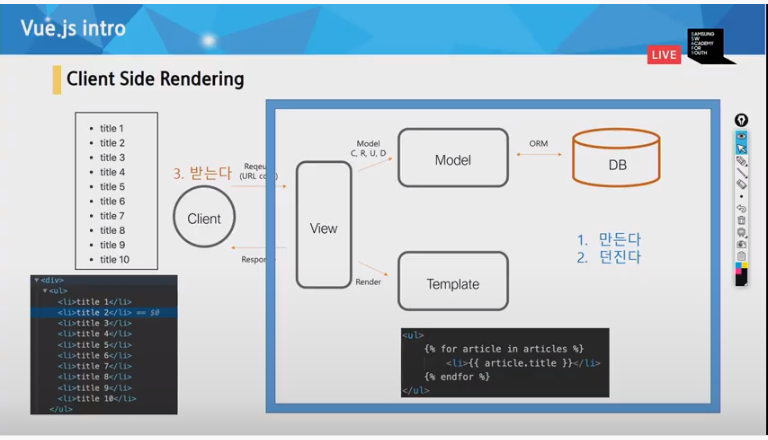 Vue.js intro
LIVE
SAMSUNG
SW
ACADEMY
FOR
YOUTH
Client Side Rendering
• title 1
• title 2
• title 3
• title 4
• title 5
• title 6
• title 7
• title 8
• title 9
• title 10
3. 받는다
Reqeu
(URL co
Client
Respon
View
Model
C, R, U, D
Model
ORM
DB
1. 만든다
2. 던진다
Render
Template
<div>
<ul>
<li>title 1</li>
<li>title 2</li> == $0
<li>title 3</li>
<li>title 4</li>
<li>title 5</li>
<li>title 6</li>
<li>title 7</li>
<li>title 8</li>
<li>title 9</li>
<li>title 10</li>
</ul>
<ul>
{% for article in articles %}
<li>{{ article.title }}</li>
{% endfor %}
</ul>